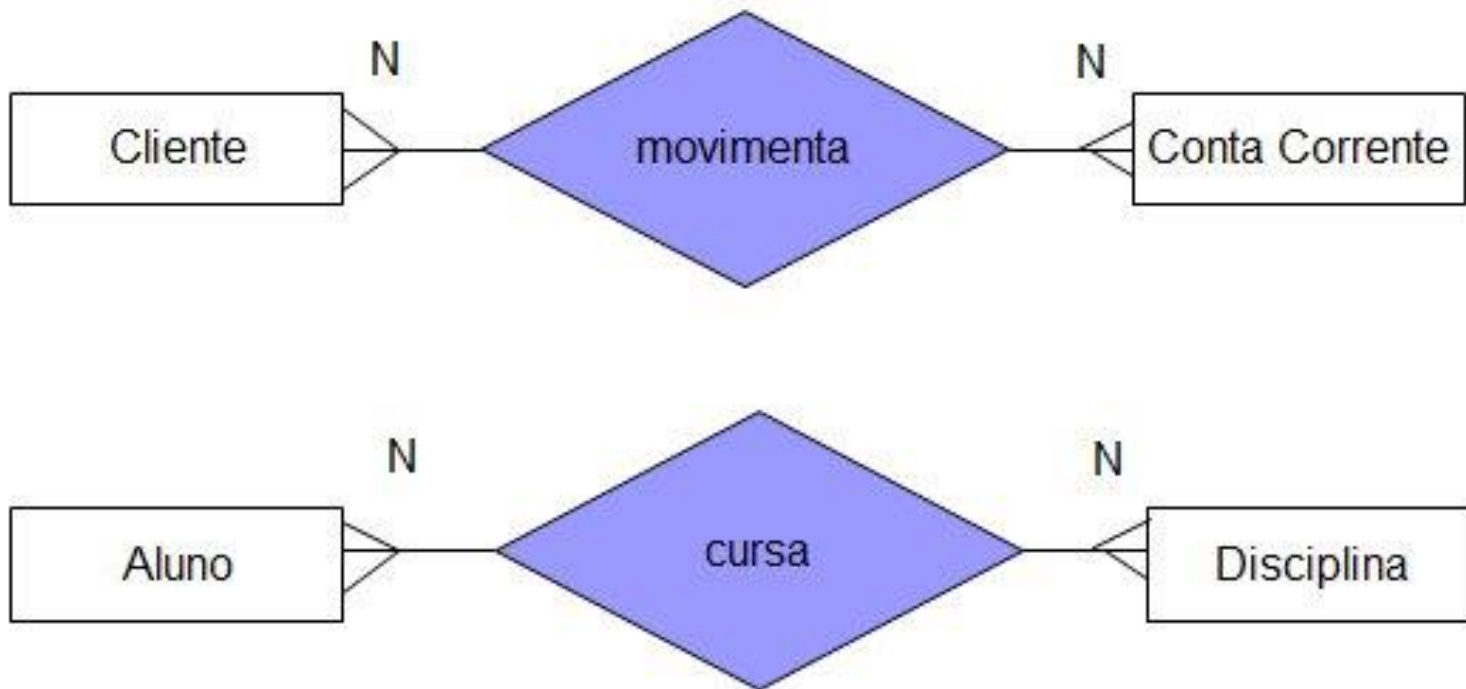 N N
Cliente movimenta Conta Corrente
N N
Aluno cursa Disciplina